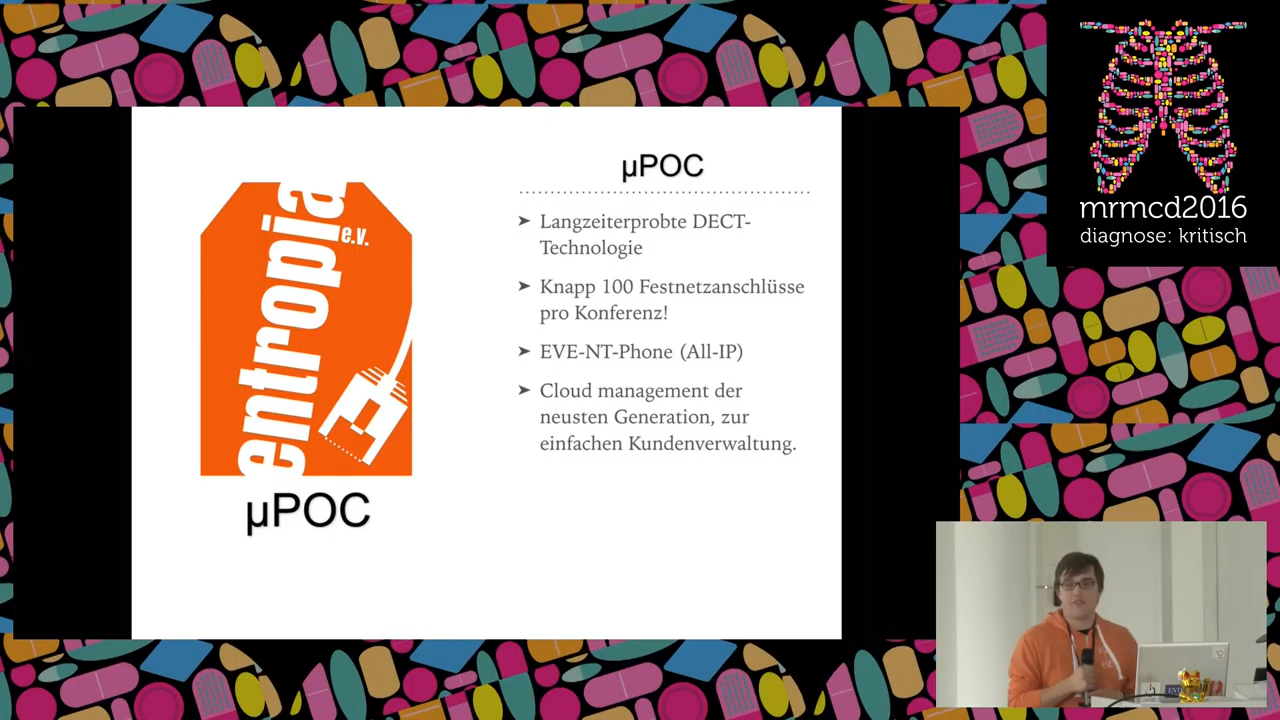 entropia
e.V.
µPOC
µPOC
➤ Langzeiterprobte DECT-
Technologie
➤ Knapp 100 Festnetzanschlüsse
pro Konferenz!
➤ EVE-NT-Phone (All-IP)
➤ Cloud management der
neusten Generation, zur
einfachen Kundenverwaltung.
mrmcd2016
diagnose: kritisch